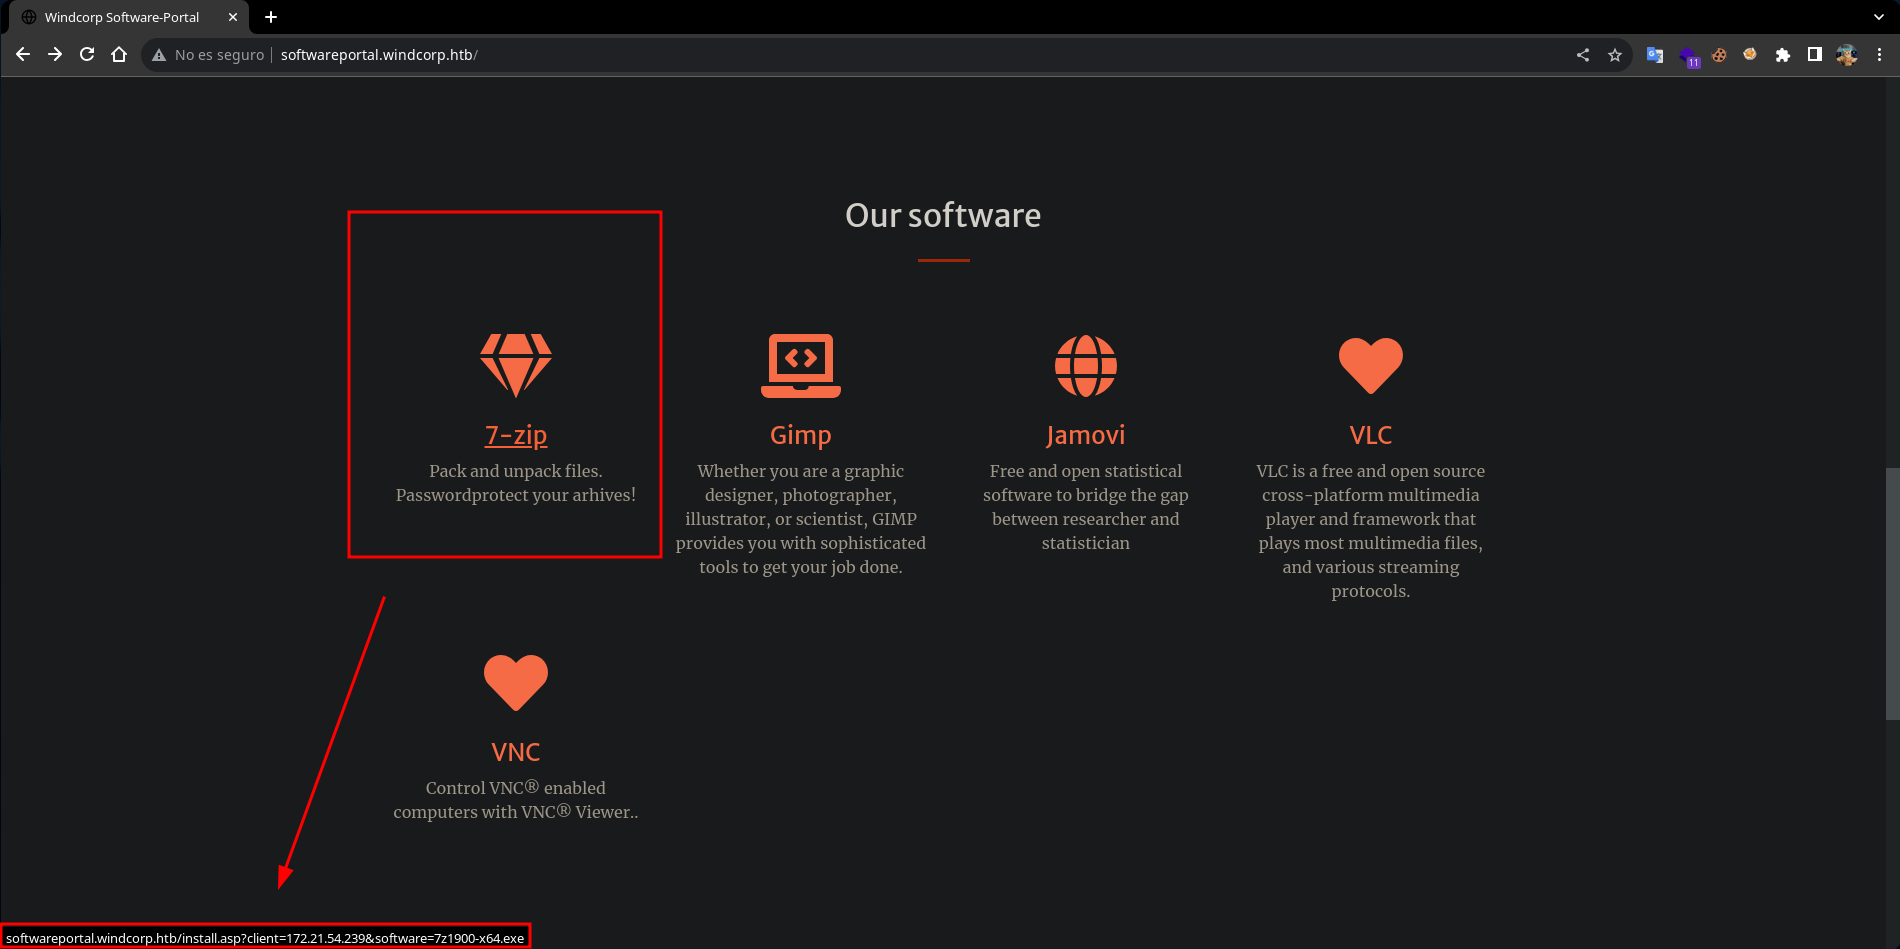 Windcorp Software-Portal
No es seguro
softwareportal.windcorp.htb/
11
Our software
7-zip
Pack and unpack files.
Passwordprotect your arhives!
Gimp
Whether you are a graphic
designer, photographer,
illustrator, or scientist, GIMP
provides you with sophisticated
tools to get your job done.
Jamovi
Free and open statistical
software to bridge the gap
between researcher and
statistician
VLC
VLC is a free and open source
cross-platform multimedia
player and framework that
plays most multimedia files,
and various streaming
protocols.
VNC
Control VNC® enabled
computers with VNC® Viewer..
softwareportal.windcorp.htb/install.asp?client=172.21.54.239&software=7z1900-x64.exe